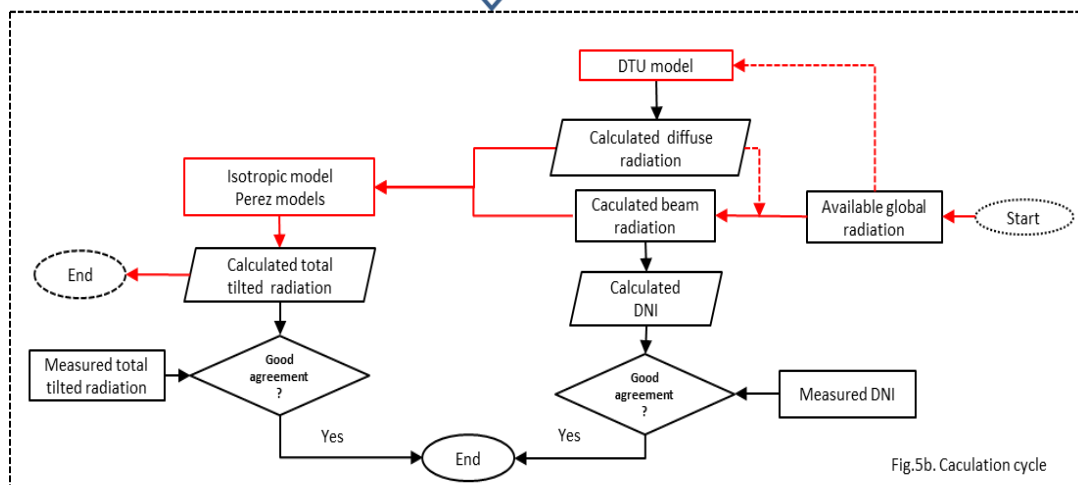 DTU model
Calculated diffuse
radiation
Isotropic model
Perez models
Caculated beam
radiation
Available global
radiation
Start
End
Calculated total
tilted radiation
Calculated
DNI
Measured total
tilted radiation
Good
agreement
?
Good
agreement
?
Measured DNI
Yes
End
Yes
Fig.5b. Caculation cycle